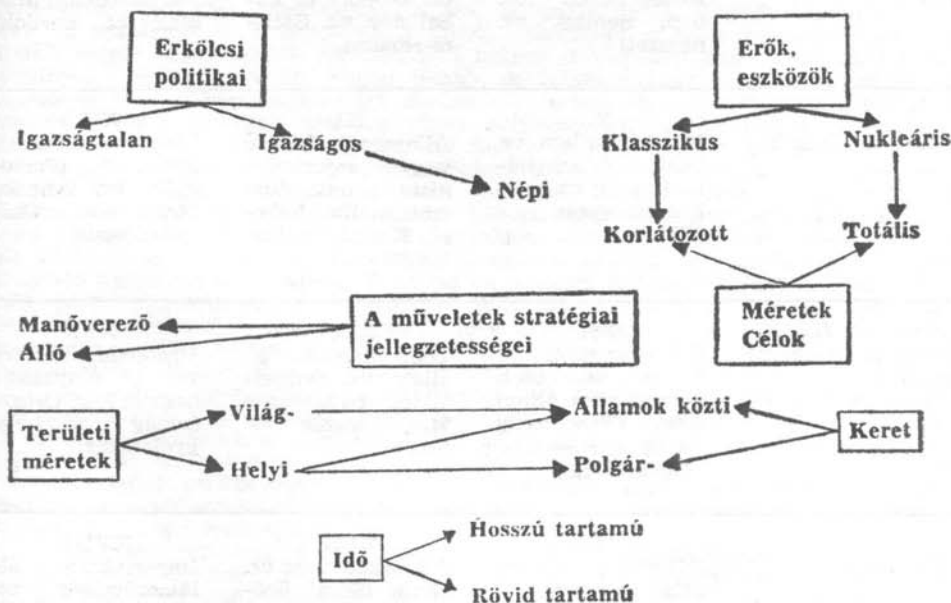 Erkölcsi
politikai
Erők,
eszközök
Igazságtalan
Igazságos
Klasszikus
Nukleáris
Népi
Korlátozott
Totális
Manőverező
Álló
A műveletek stratégiai
jellegzetességei
Méretek
Célok
Területi
méretek
Világ-
Helyi
Államok közti
Polgár-
Keret
Idő
Hosszú tartamú
Rövid tartamú